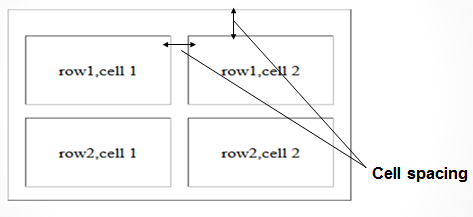 row1,cell 1
row1,cell 2
row2,cell 1
row2,cell 2
Cell spacing